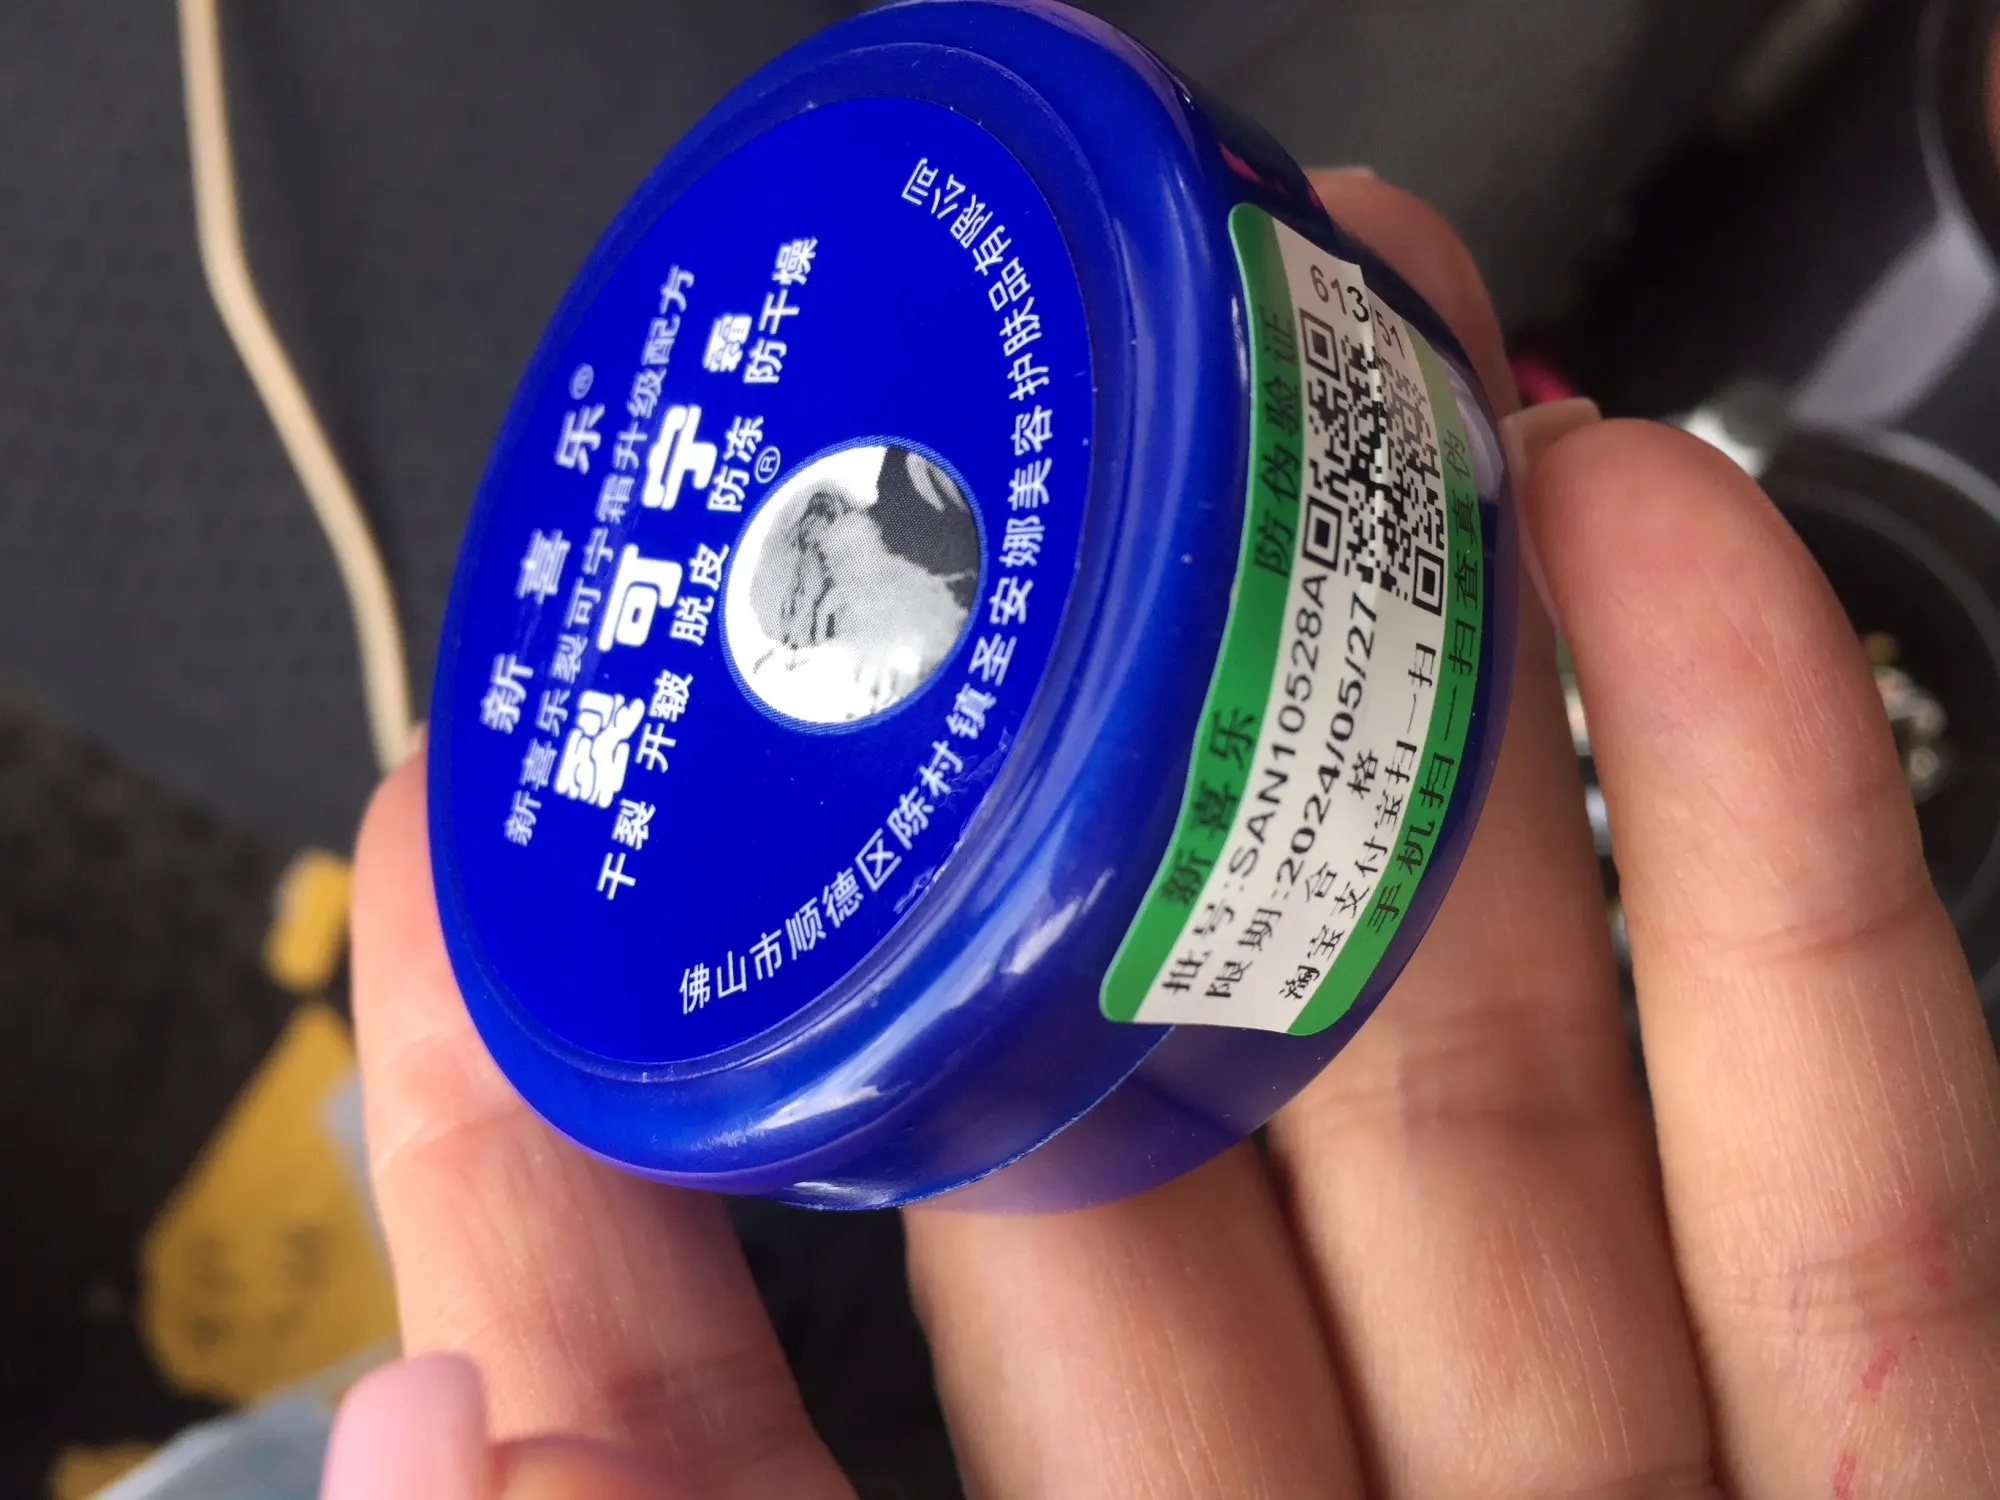 新喜乐®
新喜乐裂可宁霜升级配方
裂可宁霜
干裂 开皲 脱皮 防冻 防干燥
®
佛山市顺德区陈村镇圣安娜美容护肤品有限公司
新喜乐 防伪验证
613
51
批号:SAN10528A
限期:2024/05/27
合格
淘宝支付宝扫一扫
手机扫一扫查真伪